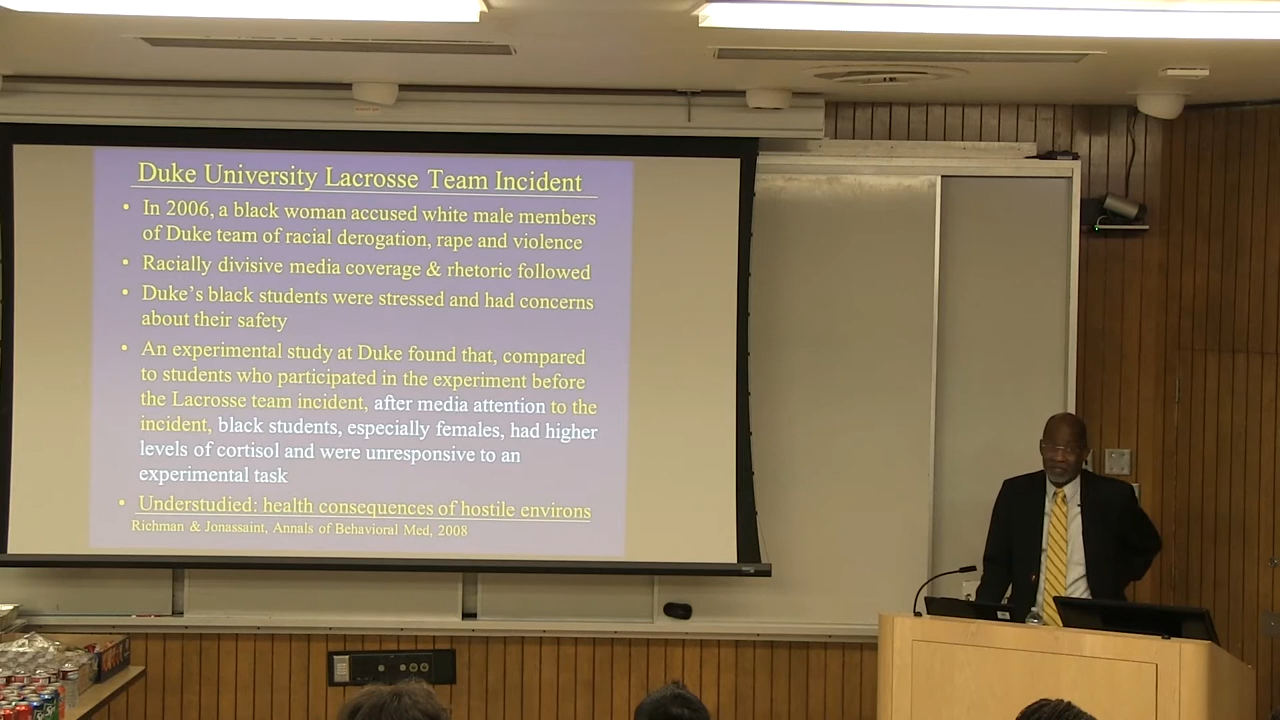 Duke University Lacrosse Team Incident
• In 2006, a black woman accused white male members
of Duke team of racial derogation, rape and violence
• Racially divisive media coverage & rhetoric followed
• Duke's black students were stressed and had concerns
about their safety
• An experimental study at Duke found that, compared
to students who participated in the experiment before
the Lacrosse team incident, after media attention to the
incident, black students, especially females, had higher
levels of cortisol and were unresponsive to an
experimental task
• Understudied: health consequences of hostile environs
Richman & Jonassaint, Annals of Behavioral Med, 2008